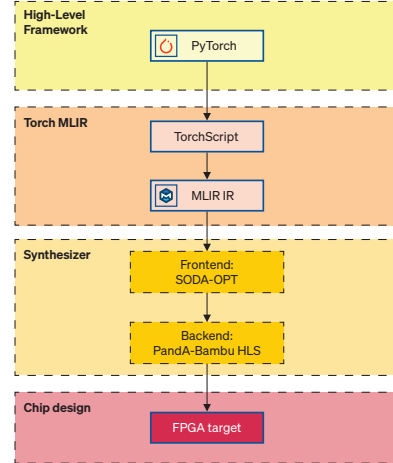 High-Level
Framework
PyTorch
Torch MLIR
TorchScript
MLIR IR
Synthesizer
Frontend:
SODA-OPT
Backend:
PandA-Bambu HLS
Chip design
FPGA target